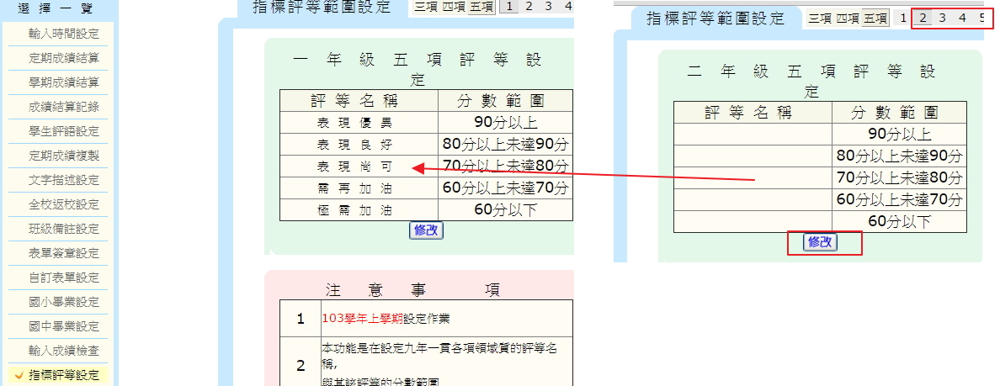 選擇一覽
輸入時間設定
定期成績結算
學期成績結算
成績結算記錄
學生評語設定
定期成績複製
文字描述設定
全校返校設定
班級備註設定
表單簽章設定
自訂表單設定
國小畢業設定
國中畢業設定
輸入成績檢查
指標評等設定
指標評等範圍設定 三項 四項 五項 1 2 3 4
一年級五項評等設
定
評等名稱 分數範圍
表現優異 90分以上
表現良好 80分以上未達90分
表現尚可 70分以上未達80分
需再加油 60分以上未達70分
極需加油 60分以下
修改
注意事項
1 103學年上學期設定作業
2 本功能是在設定九年一貫各項領域質的評等名
稱,
與其該評等的分數範圍
指標評等範圍設定 三項 四項 五項 1 2 3 4 5
二年級五項評等設
定
評等名稱 分數範圍
90分以上
80分以上未達90分
70分以上未達80分
60分以上未達70分
60分以下
修改